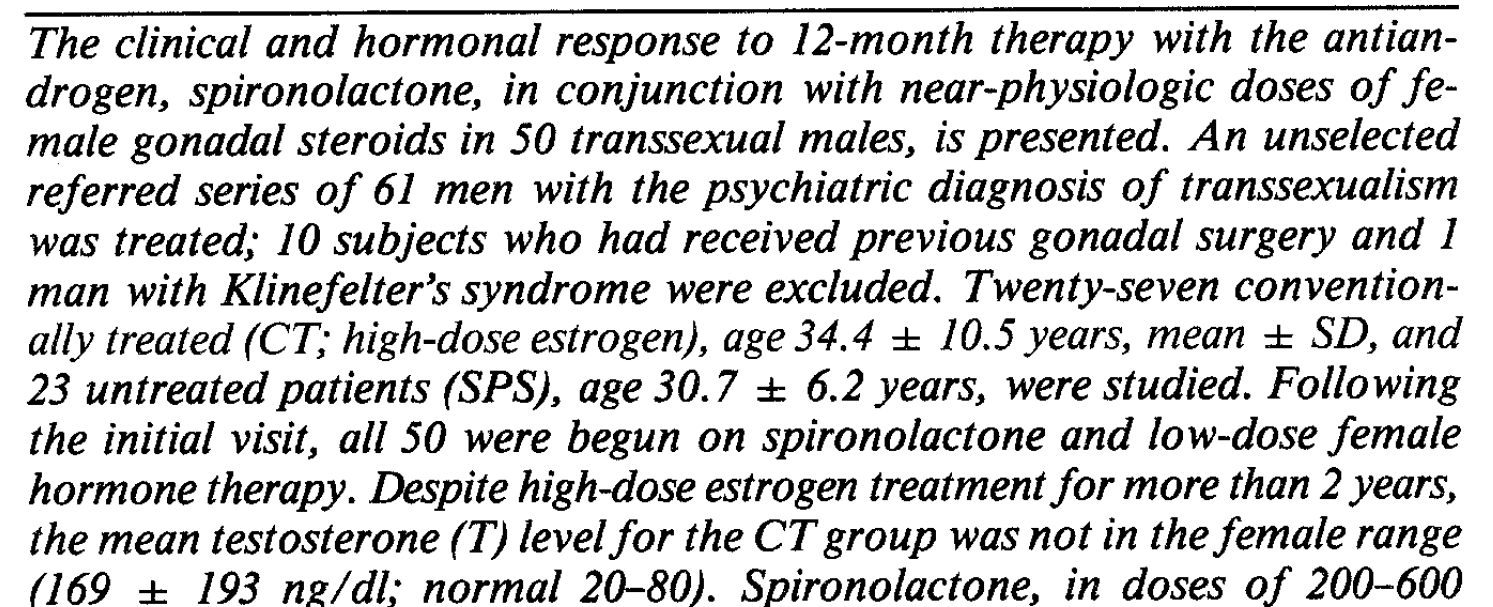 The clinical and hormonal response to 12-month therapy with the antian-
drogen, spironolactone, in conjunction with near-physiologic doses of fe-
male gonadal steroids in 50 transsexual males, is presented. An unselected
referred series of 61 men with the psychiatric diagnosis of transsexualism
was treated; 10 subjects who had received previous gonadal surgery and 1
man with Klinefelter's syndrome were excluded. Twenty-seven convention-
ally treated (CT; high-dose estrogen), age 34.4 ± 10.5 years, mean ± SD, and
23 untreated patients (SPS), age 30.7 ± 6.2 years, were studied. Following
the initial visit, all 50 were begun on spironolactone and low-dose female
hormone therapy. Despite high-dose estrogen treatment for more than 2 years,
the mean testosterone (T) level for the CT group was not in the female range
(169 ± 193 ng/dl; normal 20–80). Spironolactone, in doses of 200–600